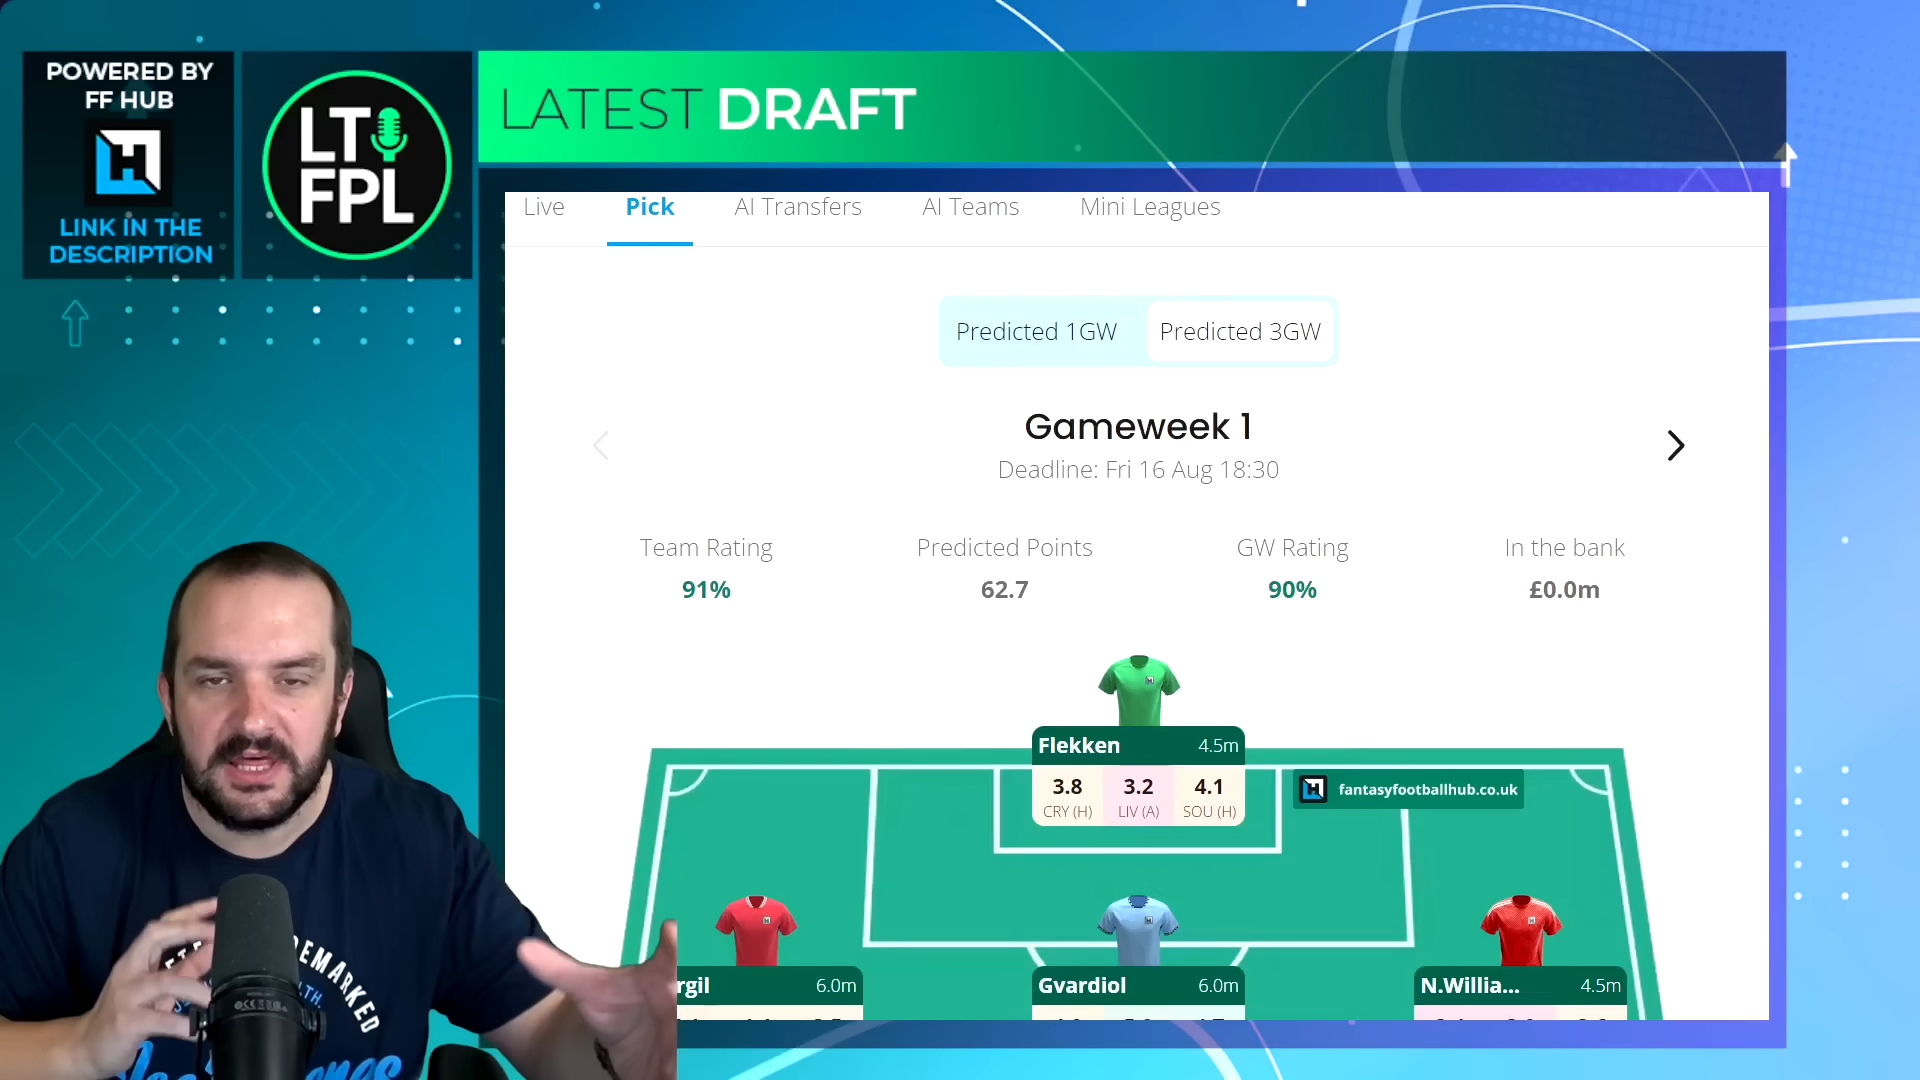 POWERED BY
FF HUB
LINK IN THE
DESCRIPTION
LT
FPL
LATEST DRAFT
Live Pick AI Transfers AI Teams Mini Leagues
Predicted 1GW Predicted 3GW
Gameweek 1
Deadline: Fri 16 Aug 18:30
Team Rating Predicted Points GW Rating In the bank
91% 62.7 90% £0.0m
Flekken 4.5m
3.8 3.2 4.1
CRY (H) LIV (A) SOU (H)
fantasyfootballhub.co.uk
rgil 6.0m
Gvardiol 6.0m
N.Willia... 4.5m